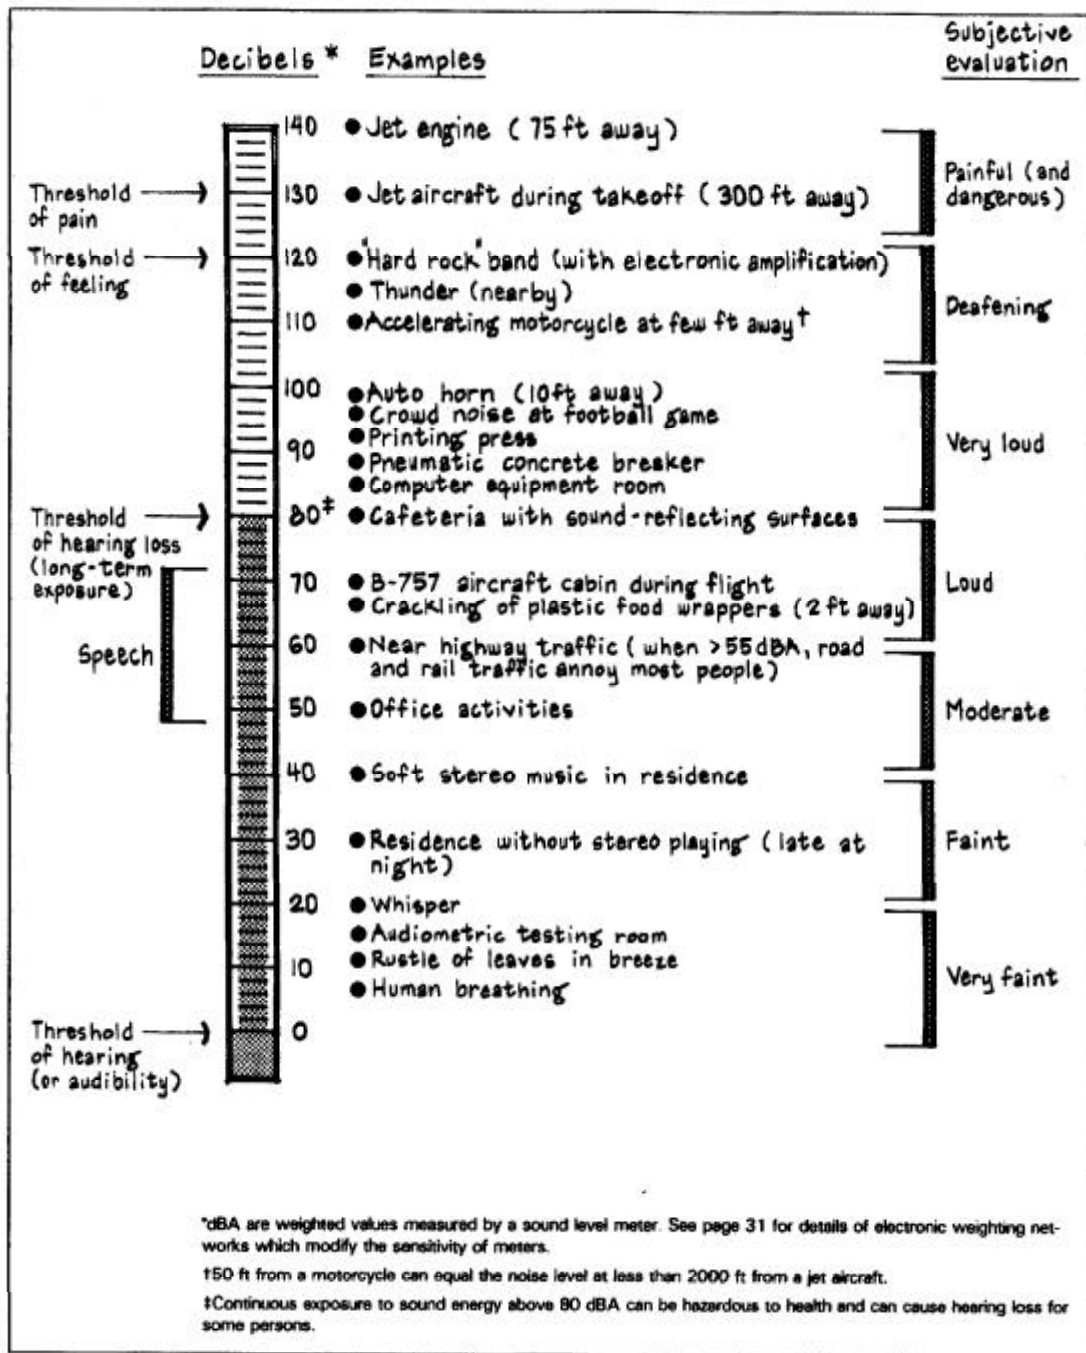 Decibels * Examples
Subjective
evaluation
140 ● Jet engine (75 ft away)
Threshold
of pain
130 ● Jet aircraft during takeoff (300 ft away)
Painful (and
dangerous)
Threshold
of feeling
120 ● "Hard rock" band (with electronic amplification)
● Thunder (nearby)
110 ● Accelerating motorcycle at few ft away†
Deafening
100 ● Auto horn (10ft away)
● Crowd noise at football game
● Printing press
90
● Pneumatic concrete breaker
● Computer equipment room
Very loud
Threshold
of hearing loss
(long-term
exposure)
80‡ ● Cafeteria with sound-reflecting surfaces
70 ● B-757 aircraft cabin during flight
● Crackling of plastic food wrappers (2 ft away)
Loud
Speech
60 ● Near highway traffic (when >55dBA, road
and rail traffic annoy most people)
50 ● Office activities
Moderate
40 ● Soft stereo music in residence
30 ● Residence without stereo playing (late at
night)
Faint
20 ● Whisper
● Audiometric testing room
10 ● Rustle of leaves in breeze
● Human breathing
Very faint
Threshold
of hearing
(or audibility)
0
*dBA are weighted values measured by a sound level meter. See page 31 for details of electronic weighting net-
works which modify the sensitivity of meters.
†50 ft from a motorcycle can equal the noise level at less than 2000 ft from a jet aircraft.
‡Continuous exposure to sound energy above 80 dBA can be hazardous to health and can cause hearing loss for
some persons.